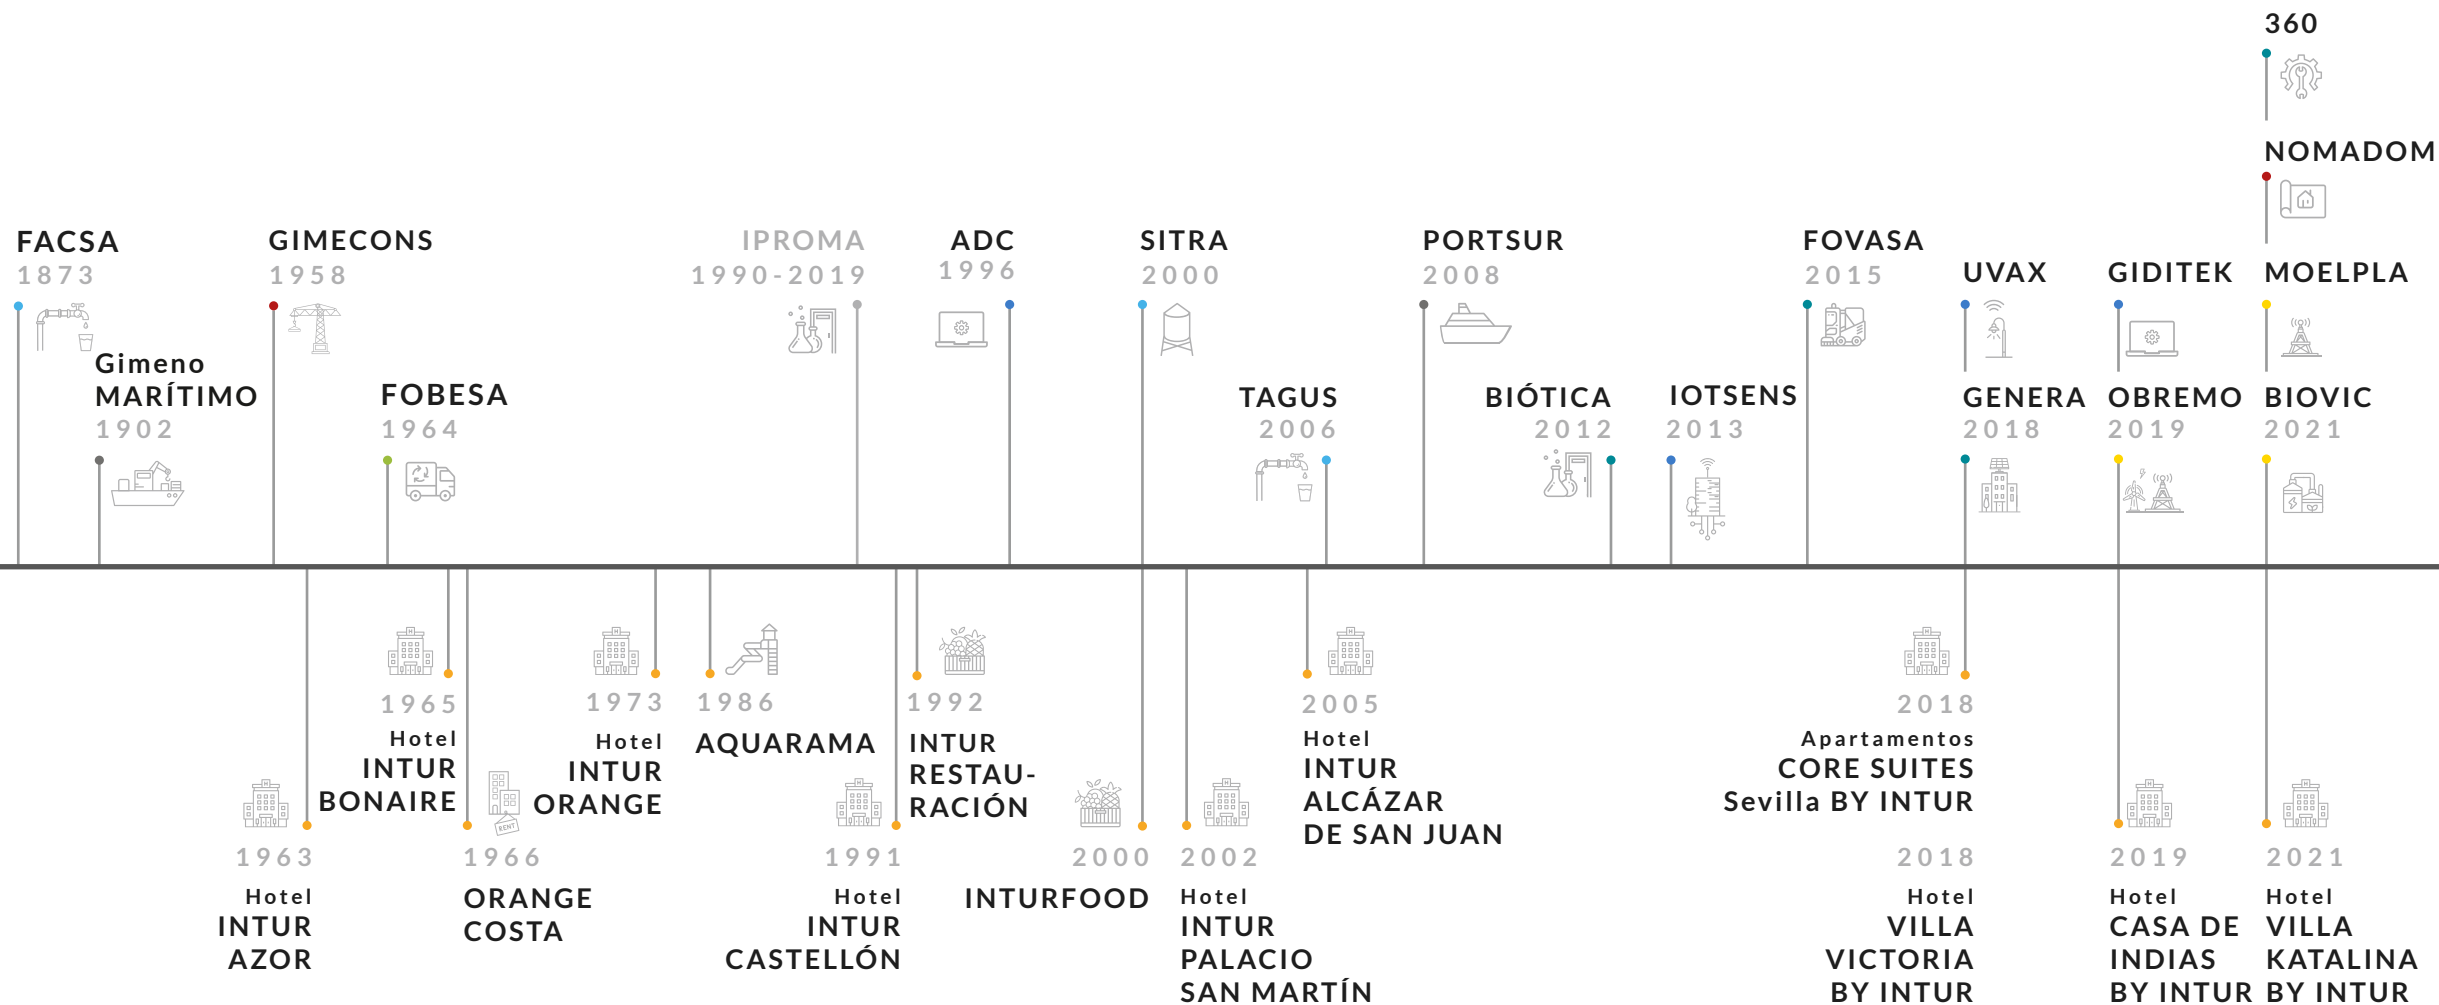 360
NOMADOM
FACSA
1873
Gimeno
MARÍTIMO
1902
GIMECONS
1958
FOBESA
1964
IPROMA
1990-2019
ADC
1996
SITRA
2000
TAGUS
2006
PORTSUR
2008
BIÓTICA
2012
IOTSENS
2013
FOVASA
2015
UVAX
GENERA
2018
GIDITEK
OBREMO
2019
MOELPLA
BIOVIC
2021
1963
Hotel
INTUR
AZOR
1965
Hotel
INTUR
BONAIRE
RENT
1966
ORANGE
COSTA
1973
Hotel
INTUR
ORANGE
1986
AQUARAMA
1991
Hotel
INTUR
CASTELLÓN
1992
INTUR
RESTAU-
RACIÓN
2000
INTURFOOD
2002
Hotel
INTUR
PALACIO
SAN MARTÍN
2005
Hotel
INTUR
ALCÁZAR
DE SAN JUAN
2018
Apartamentos
CORE SUITES
Sevilla BY INTUR
2018
Hotel
VILLA
VICTORIA
BY INTUR
2019
Hotel
CASA DE
INDIAS
BY INTUR
2021
Hotel
VILLA
KATALINA
BY INTUR